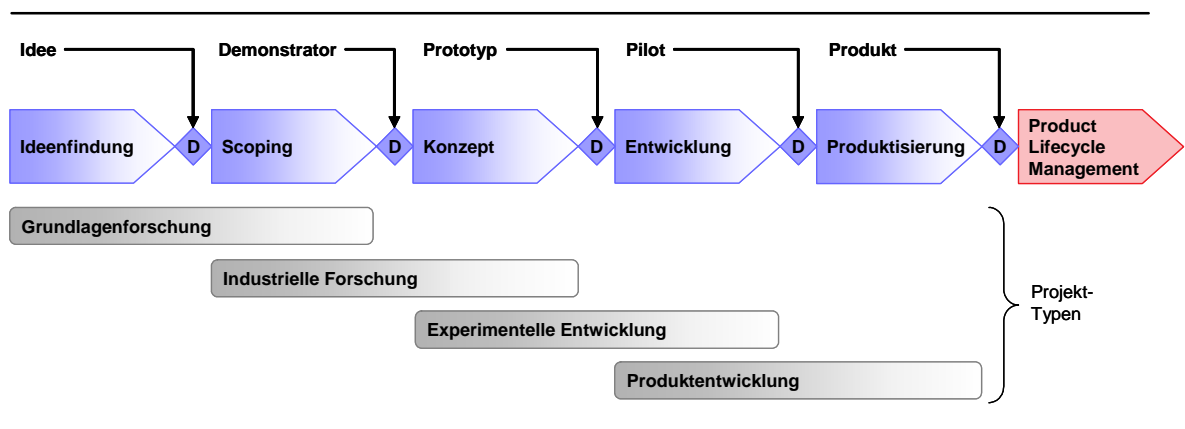 Idee
Demonstrator
Prototyp
Pilot
Produkt
Ideenfindung
D
Scoping
D
Konzept
D
Entwicklung
D
Produktisierung
D
Product
Lifecycle
Management
Grundlagenforschung
Industrielle Forschung
Experimentelle Entwicklung
Produktentwicklung
Projekt-
Typen